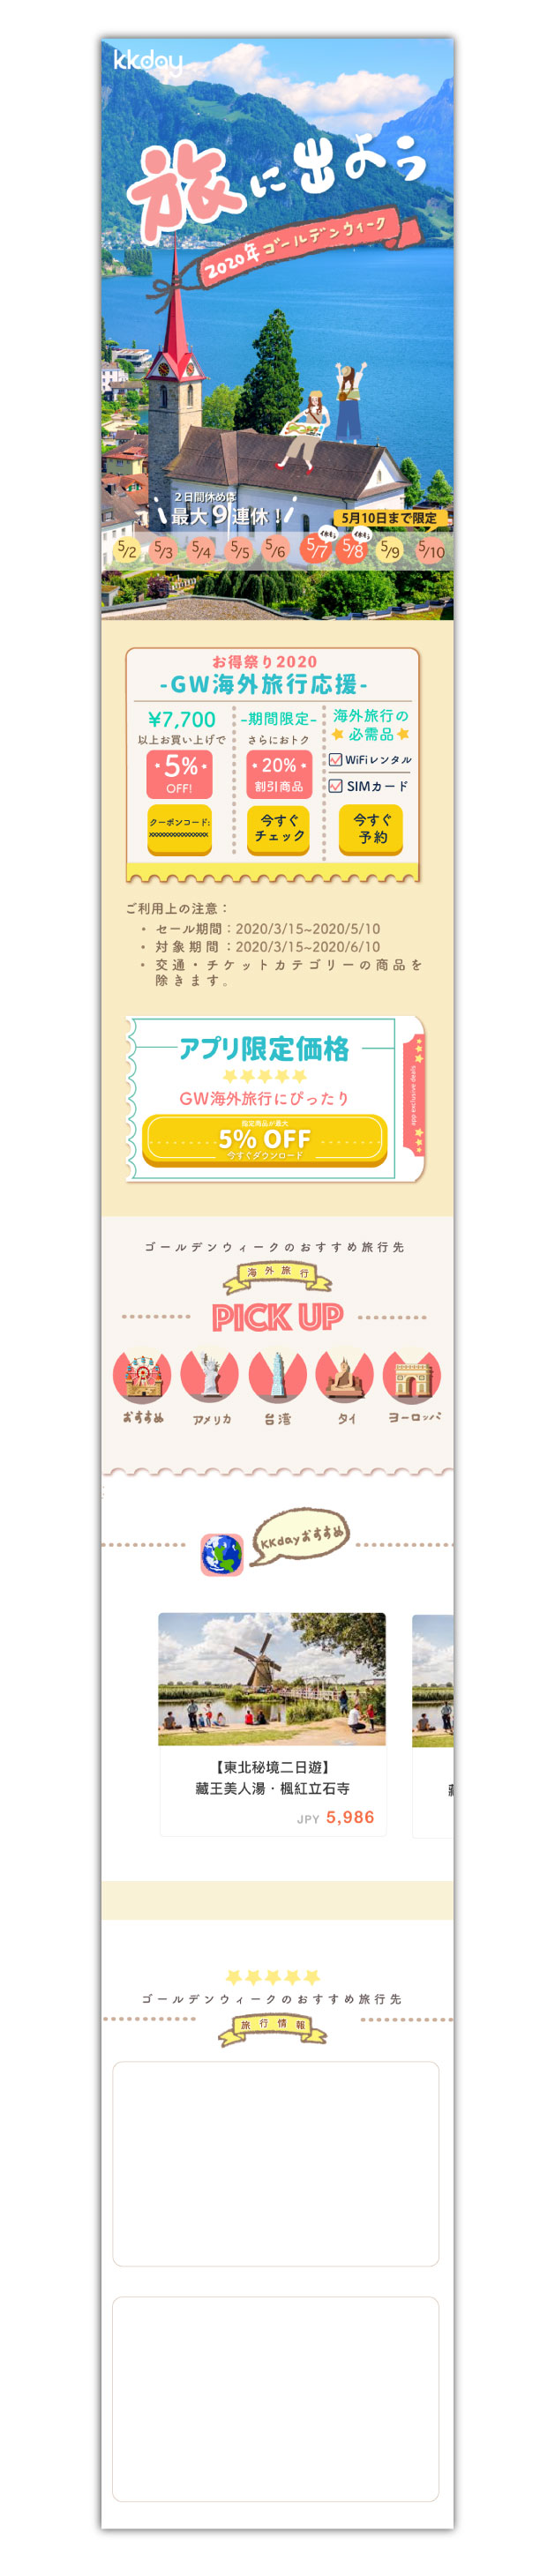 kkday
旅に出よう
2020年ゴールデンウィーク
2日間休めば
最大9連休！
5月10日まで限定
休もう 休もう
5/2 5/3 5/4 5/5 5/6 5/7 5/8 5/9 5/10
お得祭り2020
-GW海外旅行応援-
¥7,700
以上お買い上げで
5%
OFF!
クーポンコード:
-期間限定-
さらにおトク
20%
割引商品
今すぐ
チェック
海外旅行の
必需品
WiFiレンタル
SIMカード
今すぐ
予約
ご利用上の注意：
• セール期間：2020/3/15~2020/5/10
• 対象期間：2020/3/15~2020/6/10
• 交通・チケットカテゴリーの商品を
除きます。
アプリ限定価格
GW海外旅行にぴったり
指定商品が最大
5% OFF
今すぐダウンロード
app exclusive deals
ゴールデンウィークのおすすめ旅行先
海外旅行
PICK UP
おすすめ アメリカ 台湾 タイ ヨーロッパ
KKdayおすすめ
【東北秘境二日遊】
藏王美人湯・楓紅立石寺
JPY 5,986
ゴールデンウィークのおすすめ旅行先
旅行情報